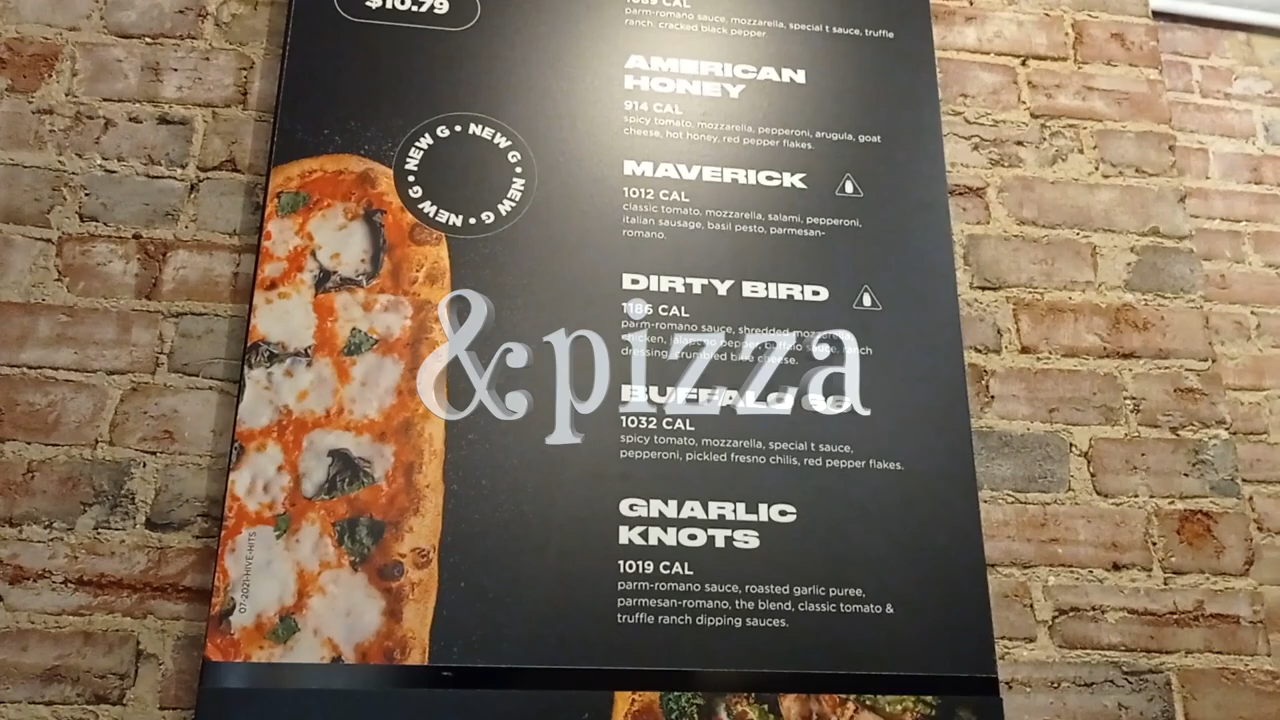 $10.79
1089 CAL
parm-romano sauce, mozzarella, special t sauce, truffle
ranch, cracked black pepper.
AMERICAN
HONEY
914 CAL
spicy tomato, mozzarella, pepperoni, arugula, goat
cheese, hot honey, red pepper flakes.
NEW G • NEW G • NEW G • NEW G •
MAVERICK
1012 CAL
classic tomato, mozzarella, salami, pepperoni,
italian sausage, basil pesto, parmesan-
romano.
DIRTY BIRD
1186 CAL
parm-romano sauce, shredded mozzarella,
chicken, jalapeño pepper, buffalo sauce, ranch
dressing, crumbled blue cheese.
&pizza
BUFFALO 66
1032 CAL
spicy tomato, mozzarella, special t sauce,
pepperoni, pickled fresno chilis, red pepper flakes.
GNARLIC
KNOTS
1019 CAL
parm-romano sauce, roasted garlic puree,
parmesan-romano, the blend, classic tomato &
truffle ranch dipping sauces.
07-2021-HIVE-HITS